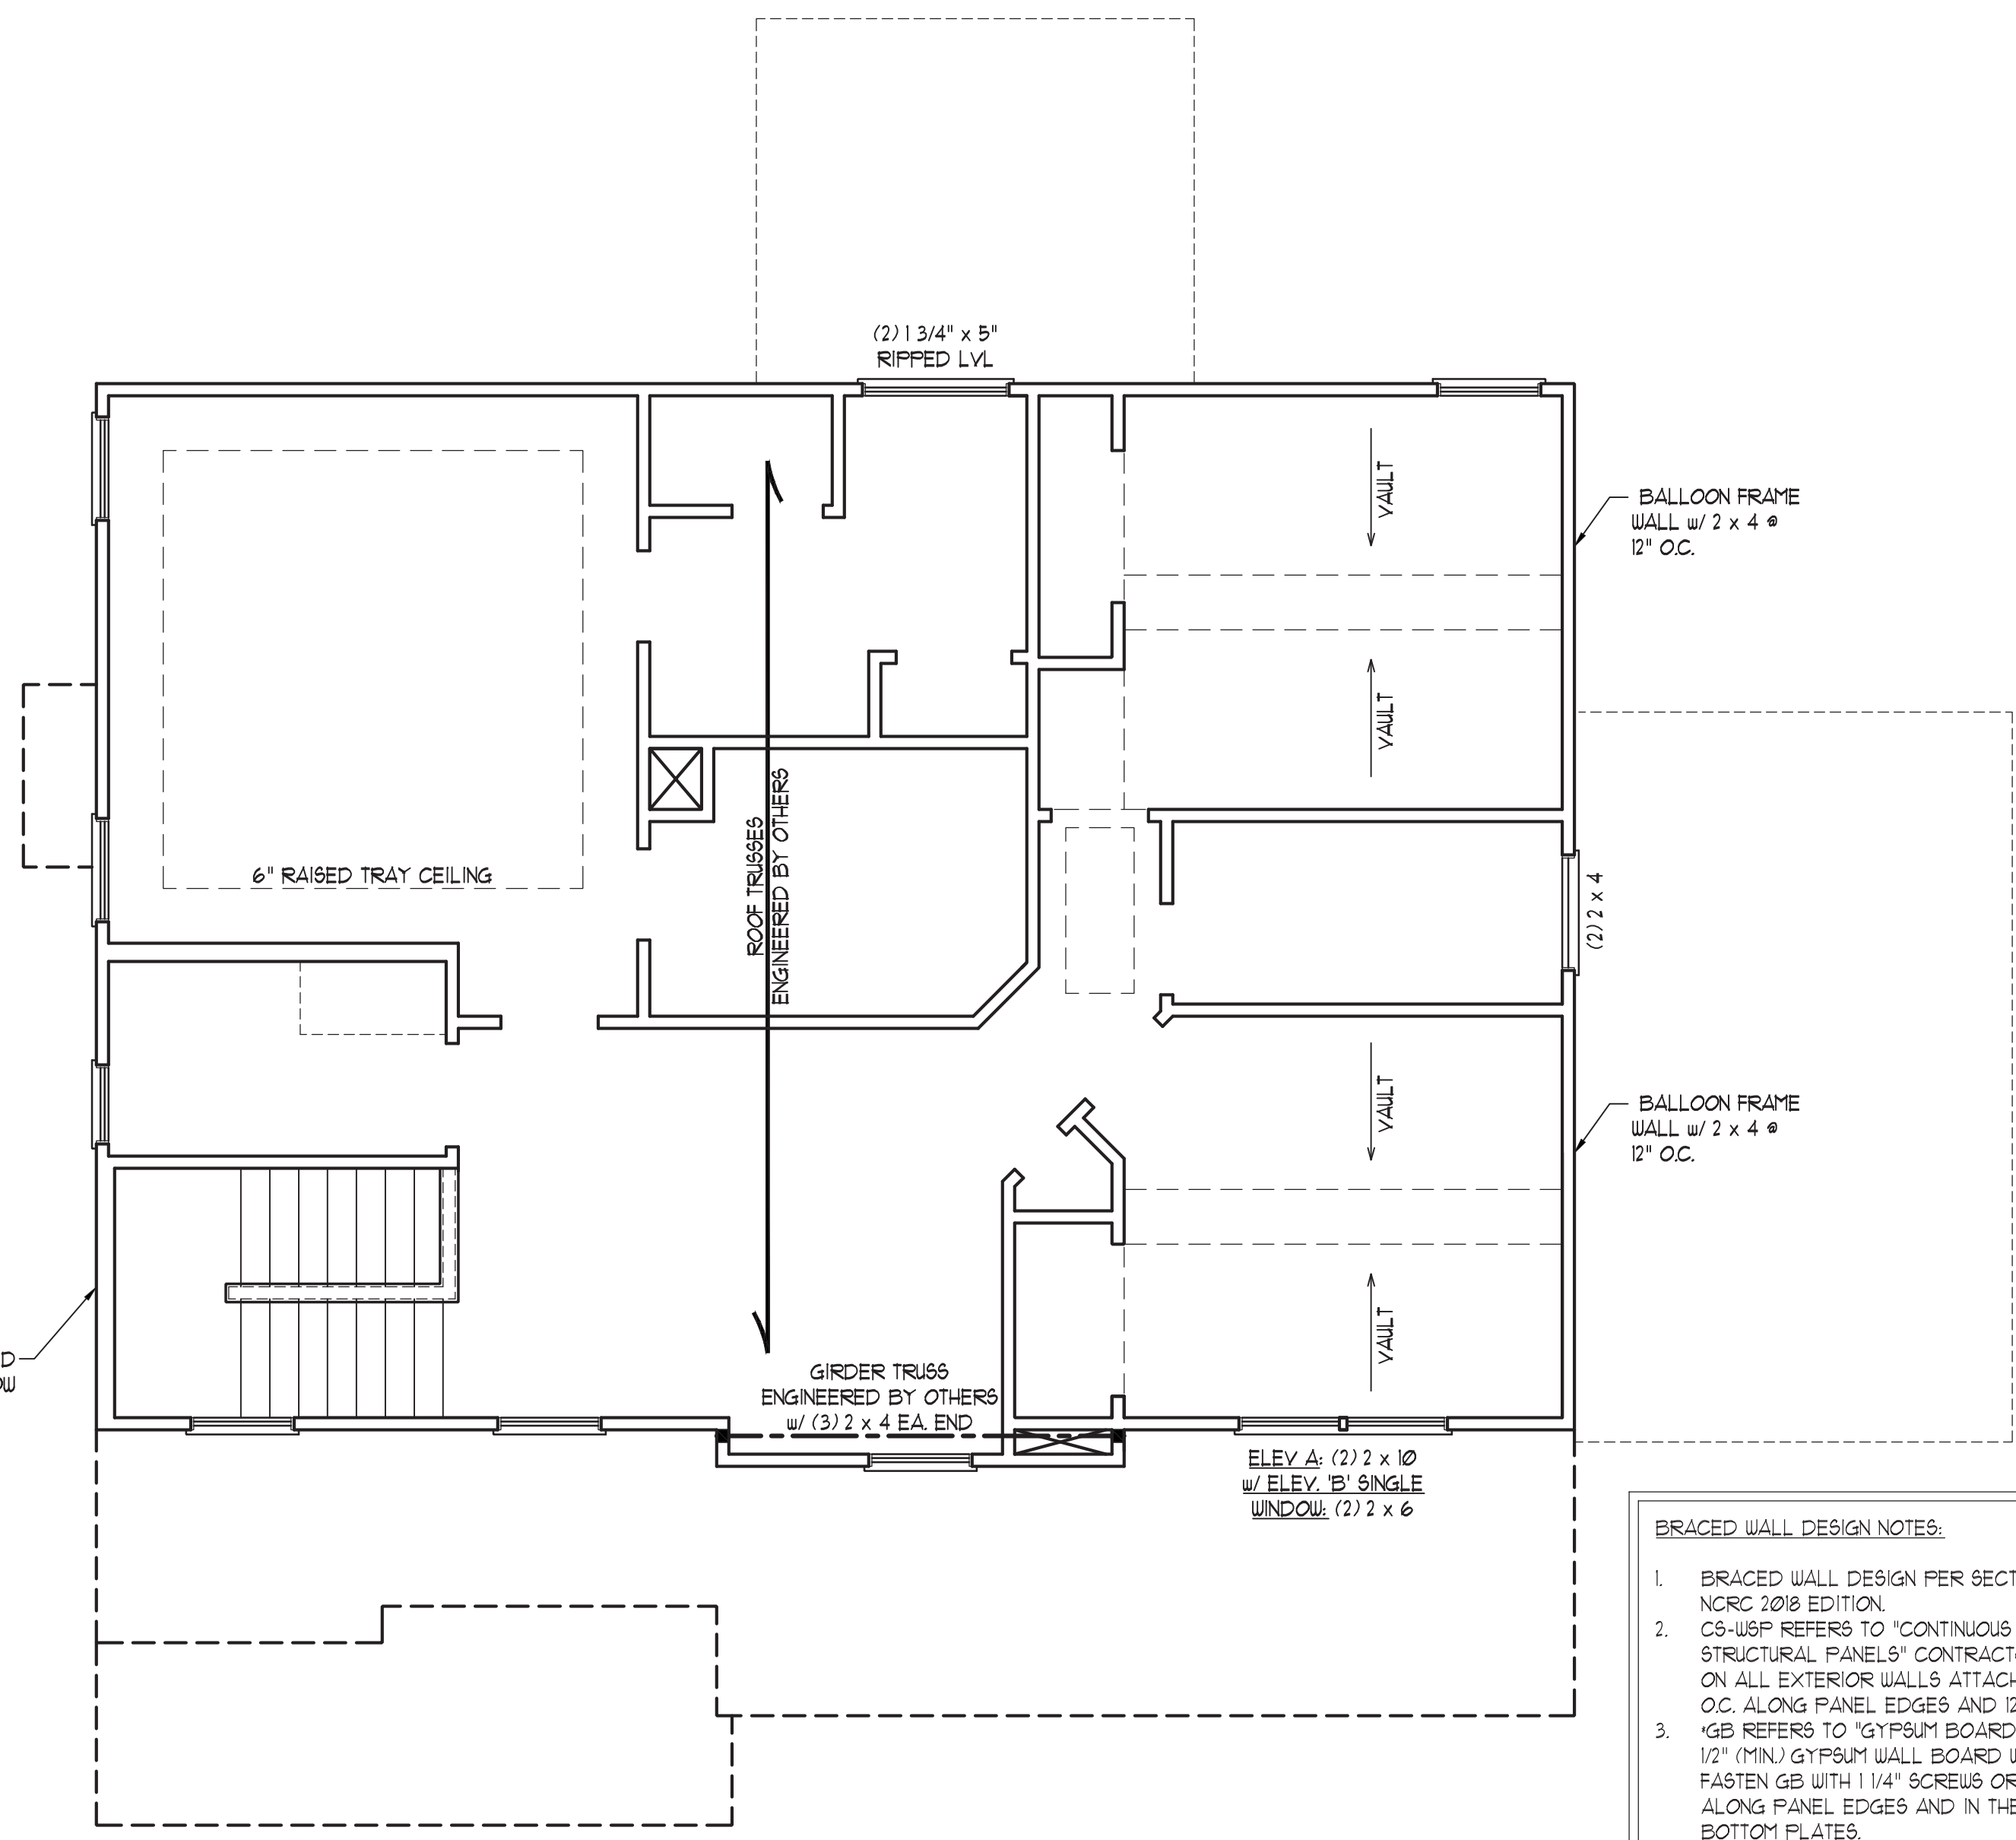 (2) 1 3/4" x 5"
RIPPED LVL
VAULT
BALLOON FRAME
WALL w/ 2 x 4 @
12" O.C.
VAULT
6" RAISED TRAY CEILING
ROOF TRUSSES
ENGINEERED BY OTHERS
(2) 2 x 4
VAULT
BALLOON FRAME
WALL w/ 2 x 4 @
12" O.C.
VAULT
GIRDER TRUSS
ENGINEERED BY OTHERS
w/ (3) 2 x 4 EA. END
ELEV A: (2) 2 x 10
w/ ELEV. 'B' SINGLE
WINDOW: (2) 2 x 6
BRACED WALL DESIGN NOTES:
1. BRACED WALL DESIGN PER
NCRC 2018 EDITION.
2. CS-WSP REFERS TO "CONTINUOUS
STRUCTURAL PANELS"
ON ALL EXTERIOR WALLS
O.C. ALONG PANEL EDGES AND
3. *GB REFERS TO "GYPSUM BOARD
1/2" (MIN.) GYPSUM WALL BOARD
FASTEN GB WITH 1 1/4" SCREWS OR
ALONG PANEL EDGES AND IN THE
BOTTOM PLATES.